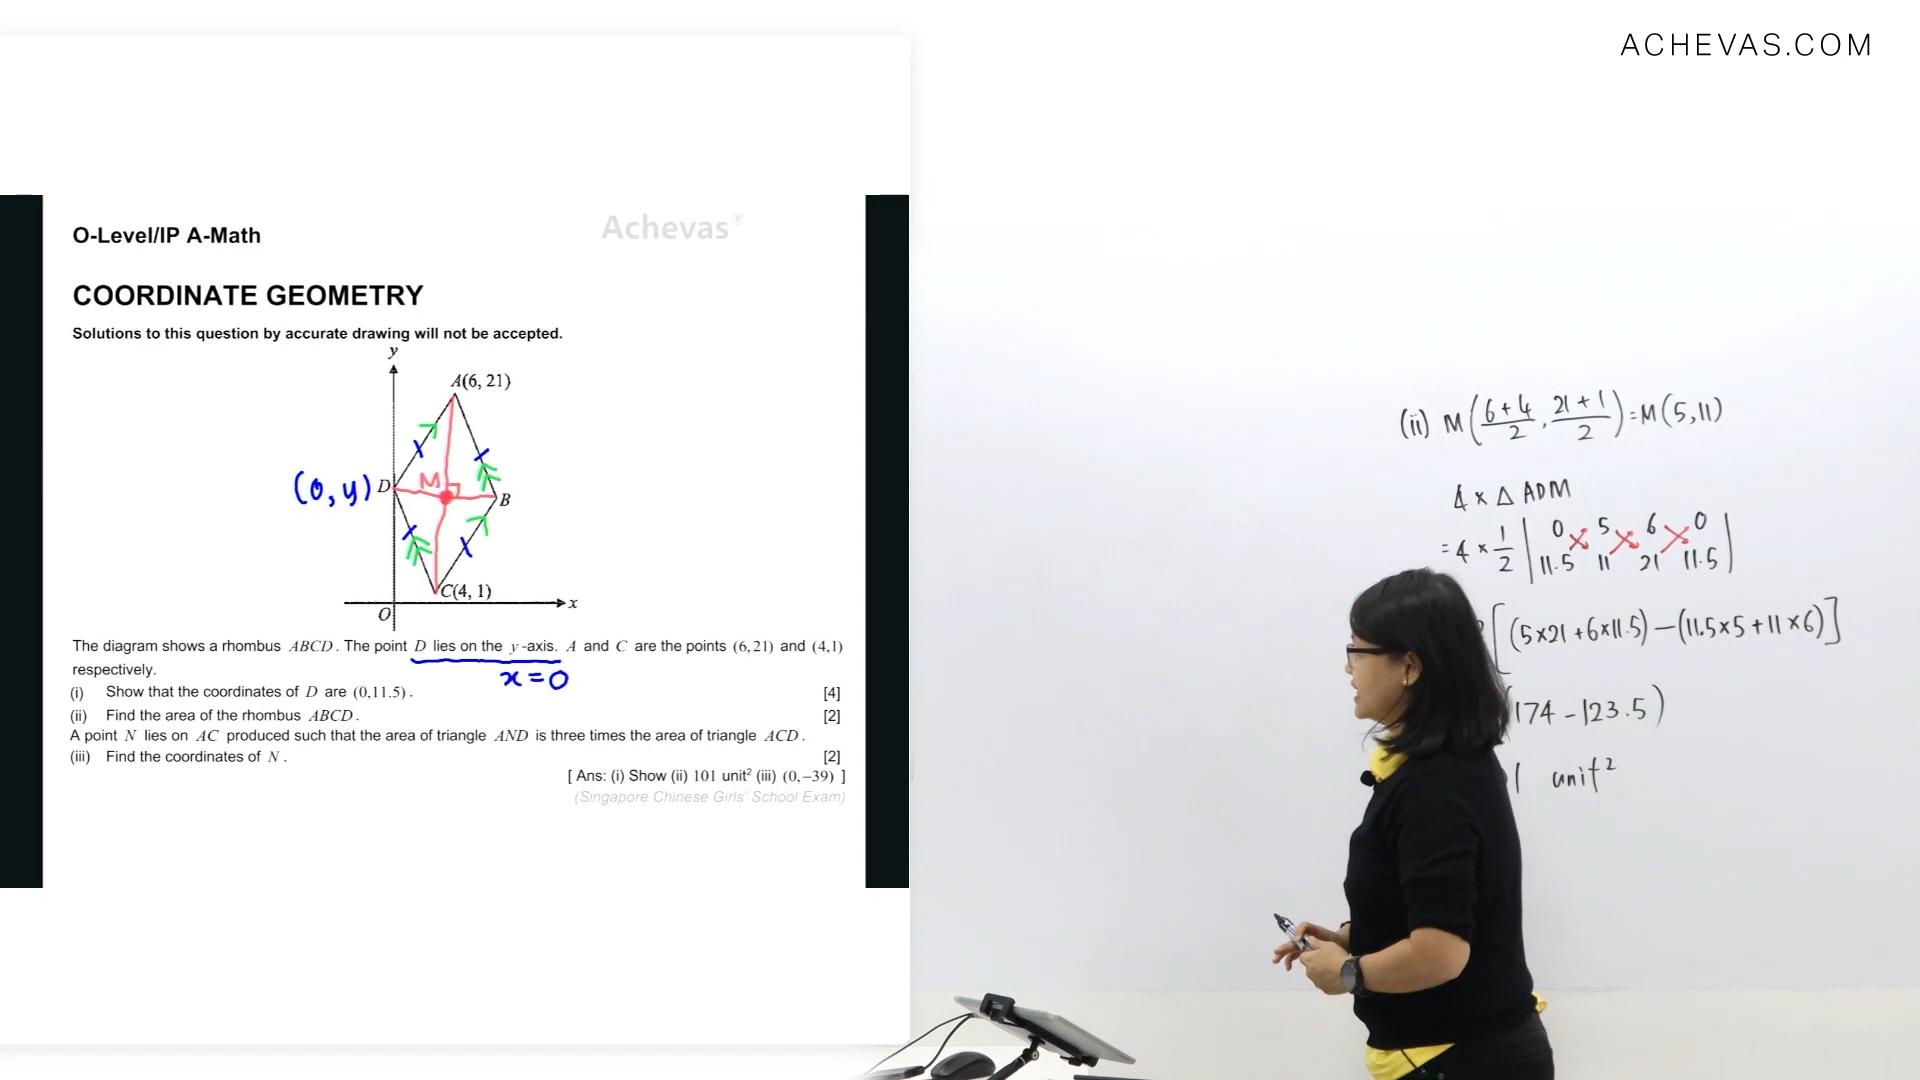 ACHEVAS.COM
O-Level/IP A-Math
Achevas®
COORDINATE GEOMETRY
Solutions to this question by accurate drawing will not be accepted.
y
A(6, 21)
M
(0, y) D
B
C(4, 1)
O
x
The diagram shows a rhombus ABCD. The point D lies on the y-axis. A and C are the points (6,21) and (4,1)
respectively.
x = 0
(i) Show that the coordinates of D are (0,11.5). [4]
(ii) Find the area of the rhombus ABCD. [2]
A point N lies on AC produced such that the area of triangle AND is three times the area of triangle ACD.
(iii) Find the coordinates of N. [2]
[ Ans: (i) Show (ii) 101 unit² (iii) (0,−39) ]
(Singapore Chinese Girls' School Exam)
(ii) M(6+4/2, 21+1/2) = M(5,11)
4 × △ ADM
= 4 × 1/2 | 0 5 6 0
11.5 11 21 11.5 |
[(5×21 + 6×11.5) − (11.5×5 + 11×6)]
174 − 123.5)
1 unit²